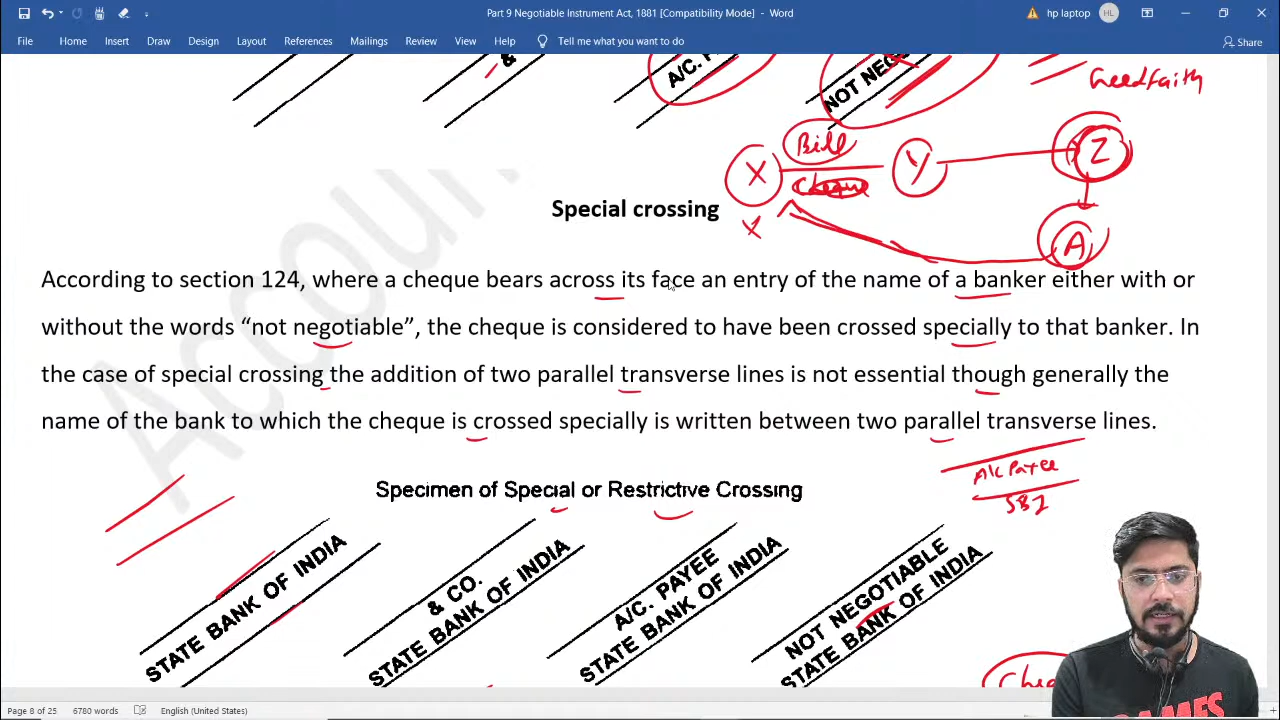 Part 9 Negotiable Instrument Act, 1881 [Compatibility Mode] - Word
hp laptop
HL
File Home Insert Draw Design Layout References Mailings Review View Help Tell me what you want to do
Share
&
A/C. P
NOT NEG
Goodfaith
Bill
X Y Z
Cheque
X
A
Special crossing
According to section 124, where a cheque bears across its face an entry of the name of a banker either with or
without the words “not negotiable”, the cheque is considered to have been crossed specially to that banker. In
the case of special crossing the addition of two parallel transverse lines is not essential though generally the
name of the bank to which the cheque is crossed specially is written between two parallel transverse lines.
A/c Payee
SBI
Specimen of Special or Restrictive Crossing
STATE BANK OF INDIA
& CO.
STATE BANK OF INDIA
A/C. PAYEE
STATE BANK OF INDIA
NOT NEGOTIABLE
STATE BANK OF INDIA
Che
GAMES
Accoun
Page 8 of 25 6780 words English (United States)